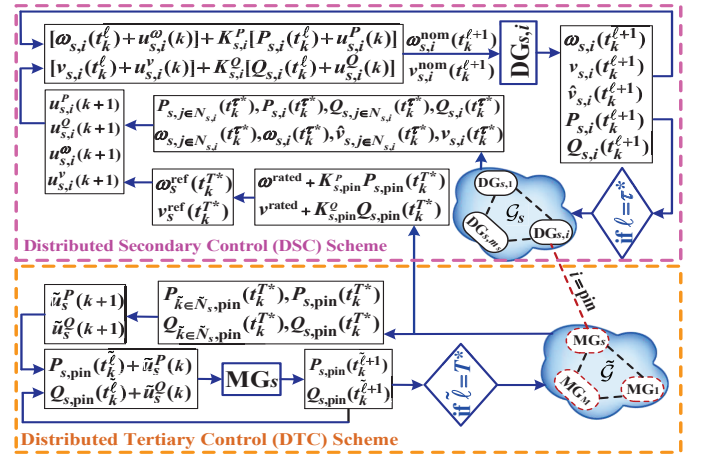 [ω_{s,i}(t_k^ℓ)+u_{s,i}^ω(k)]+K_{s,i}^P[P_{s,i}(t_k^ℓ)+u_{s,i}^P(k)]
[v_{s,i}(t_k^ℓ)+u_{s,i}^v(k)]+K_{s,i}^Q[Q_{s,i}(t_k^ℓ)+u_{s,i}^Q(k)]
ω_{s,i}^{nom}(t_k^{ℓ+1})
v_{s,i}^{nom}(t_k^{ℓ+1})
DG_{s,i}
ω_{s,i}(t_k^{ℓ+1})
v_{s,i}(t_k^{ℓ+1})
v̂_{s,i}(t_k^{ℓ+1})
P_{s,i}(t_k^{ℓ+1})
Q_{s,i}(t_k^{ℓ+1})
u_{s,i}^P(k+1)
u_{s,i}^Q(k+1)
u_{s,i}^ω(k+1)
u_{s,i}^v(k+1)
P_{s,j∈N_{s,i}}(t_k^{τ*}),P_{s,i}(t_k^{τ*}),Q_{s,j∈N_{s,i}}(t_k^{τ*}),Q_{s,i}(t_k^{τ*})
ω_{s,j∈N_{s,i}}(t_k^{τ*}),ω_{s,i}(t_k^{τ*}),v̂_{s,j∈N_{s,i}}(t_k^{τ*}),v_{s,i}(t_k^{τ*})
ω_s^{ref}(t_k^{T*})
v_s^{ref}(t_k^{T*})
ω^{rated}+K_{s,pin}^P P_{s,pin}(t_k^{T*})
v^{rated}+K_{s,pin}^Q Q_{s,pin}(t_k^{T*})
DG_{s,1}
𝒢_s
DG_{s,n_s}
DG_{s,i}
if ℓ=τ*
Distributed Secondary Control (DSC) Scheme
i=pin
ũ_s^P(k+1)
ũ_s^Q(k+1)
P_{k̃∈Ñ_s,pin}(t_k^{T*}),P_{s,pin}(t_k^{T*})
Q_{k̃∈Ñ_s,pin}(t_k^{T*}),Q_{s,pin}(t_k^{T*})
P_{s,pin}(t_k^{ℓ̃})+ũ_s^P(k)
Q_{s,pin}(t_k^{ℓ̃})+ũ_s^Q(k)
MG_s
P_{s,pin}(t_k^{ℓ̃+1})
Q_{s,pin}(t_k^{ℓ̃+1})
if ℓ̃=T*
MG_s
𝒢̃
MG_M
MG_1
Distributed Tertiary Control (DTC) Scheme